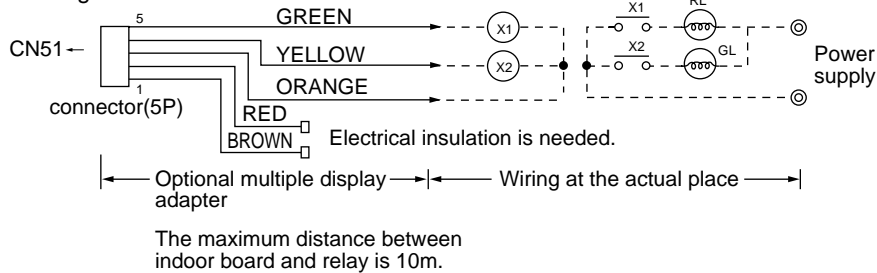 5
GREEN
X1
X1
RL
CN51
YELLOW
X2
X2
GL
Power
supply
ORANGE
connector(5P)
1
RED
BROWN
Electrical insulation is needed.
Optional multiple display
adapter
Wiring at the actual place
The maximum distance between
indoor board and relay is 10m.